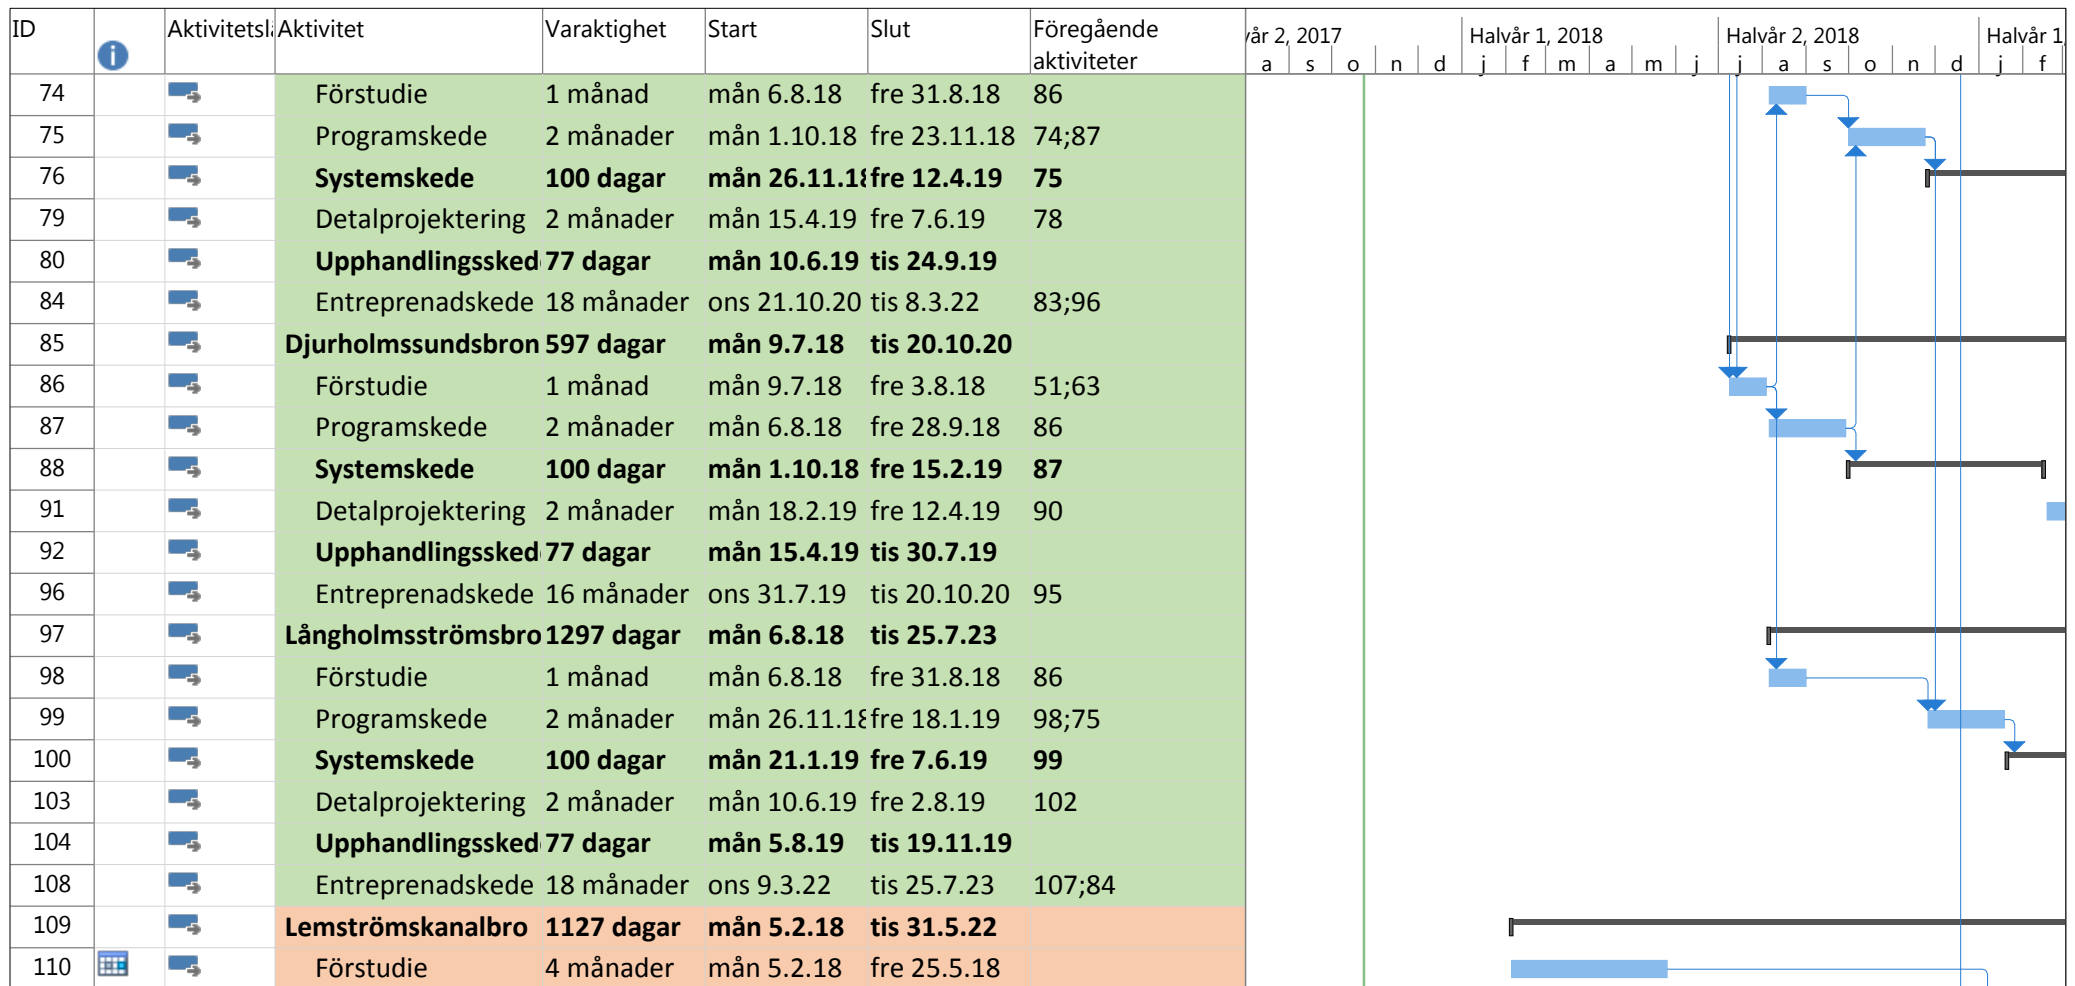 ID Aktivitetslä Aktivitet Varaktighet Start Slut Föregående aktiviteter
år 2, 2017 Halvår 1, 2018 Halvår 2, 2018 Halvår 1,
a s o n d j f m a m j j a s o n d j f
74 Förstudie 1 månad mån 6.8.18 fre 31.8.18 86
75 Programskede 2 månader mån 1.10.18 fre 23.11.18 74;87
76 Systemskede 100 dagar mån 26.11.18 fre 12.4.19 75
79 Detalprojektering 2 månader mån 15.4.19 fre 7.6.19 78
80 Upphandlingssked 77 dagar mån 10.6.19 tis 24.9.19
84 Entreprenadskede 18 månader ons 21.10.20 tis 8.3.22 83;96
85 Djurholmssundsbron 597 dagar mån 9.7.18 tis 20.10.20
86 Förstudie 1 månad mån 9.7.18 fre 3.8.18 51;63
87 Programskede 2 månader mån 6.8.18 fre 28.9.18 86
88 Systemskede 100 dagar mån 1.10.18 fre 15.2.19 87
91 Detalprojektering 2 månader mån 18.2.19 fre 12.4.19 90
92 Upphandlingssked 77 dagar mån 15.4.19 tis 30.7.19
96 Entreprenadskede 16 månader ons 31.7.19 tis 20.10.20 95
97 Långholmsströmsbro 1297 dagar mån 6.8.18 tis 25.7.23
98 Förstudie 1 månad mån 6.8.18 fre 31.8.18 86
99 Programskede 2 månader mån 26.11.18 fre 18.1.19 98;75
100 Systemskede 100 dagar mån 21.1.19 fre 7.6.19 99
103 Detalprojektering 2 månader mån 10.6.19 fre 2.8.19 102
104 Upphandlingssked 77 dagar mån 5.8.19 tis 19.11.19
108 Entreprenadskede 18 månader ons 9.3.22 tis 25.7.23 107;84
109 Lemströmskanalbro 1127 dagar mån 5.2.18 tis 31.5.22
110 Förstudie 4 månader mån 5.2.18 fre 25.5.18